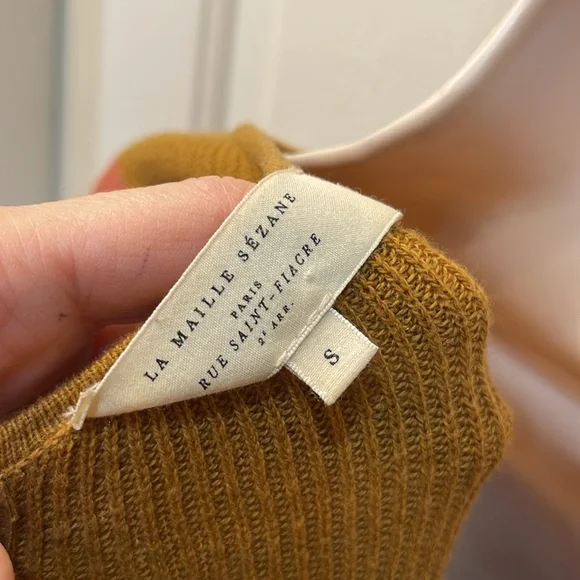 LA MAILLE SÉZANE
PARIS
RUE SAINT-FIACRE
2ᵉ ARR.
S